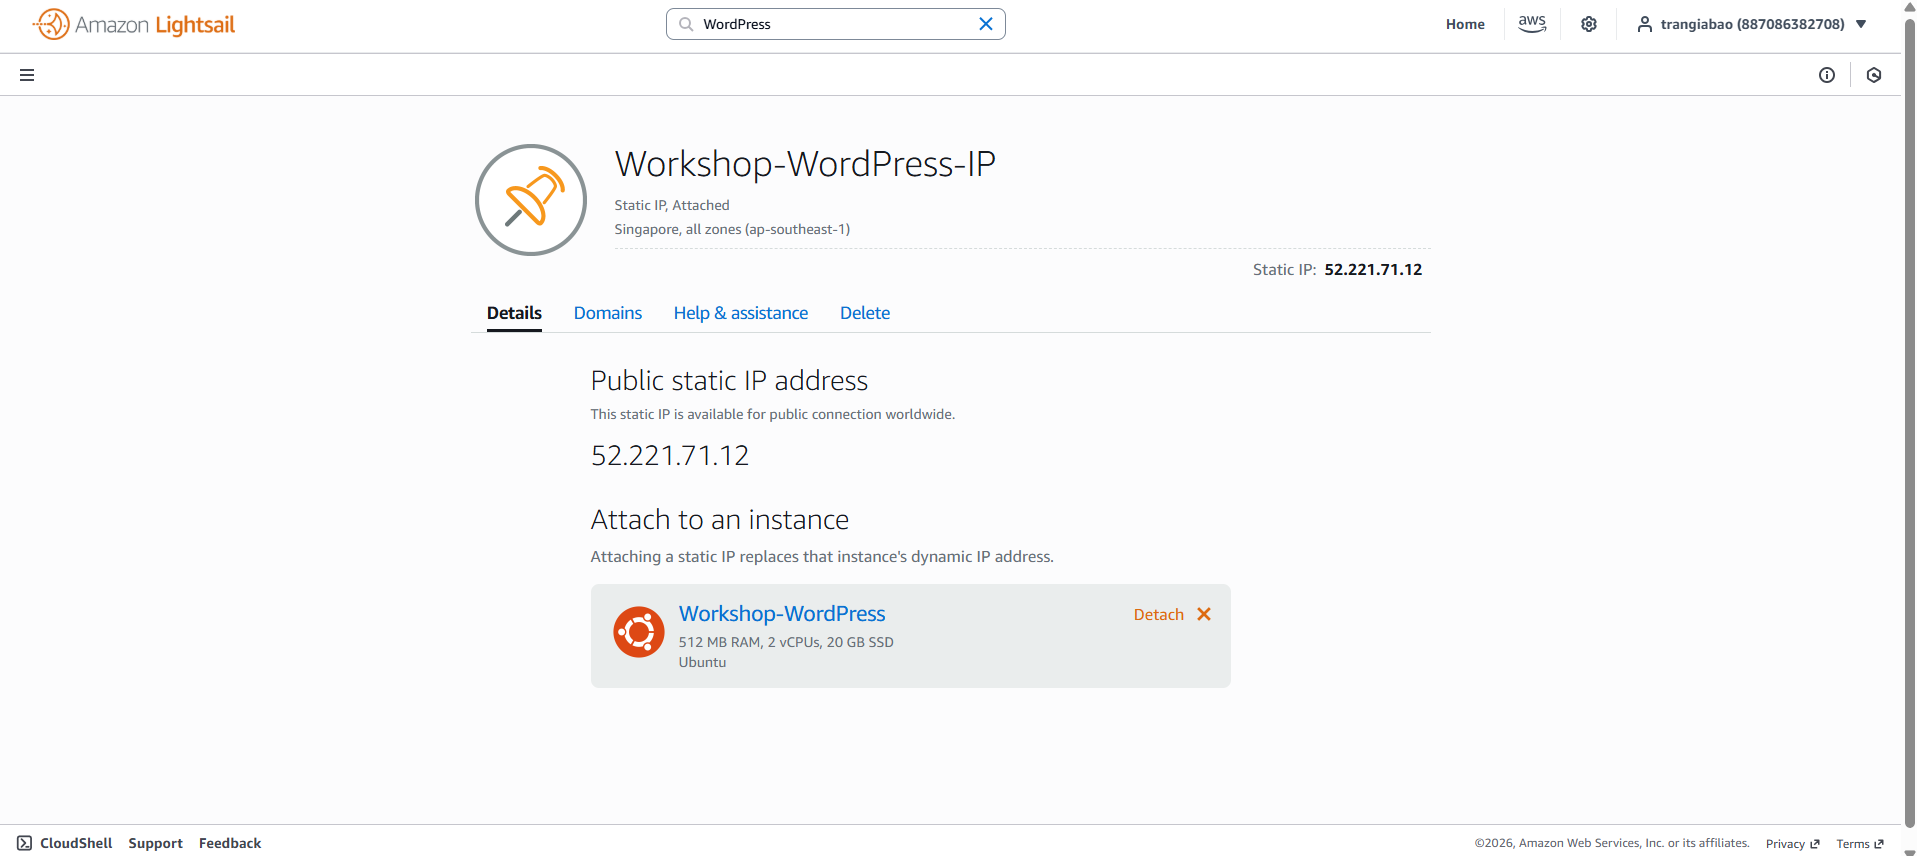 Amazon Lightsail
WordPress
Home
aws
trangiabao (887086382708)
Workshop-WordPress-IP
Static IP, Attached
Singapore, all zones (ap-southeast-1)
Static IP: 52.221.71.12
Details Domains Help & assistance Delete
Public static IP address
This static IP is available for public connection worldwide.
52.221.71.12
Attach to an instance
Attaching a static IP replaces that instance's dynamic IP address.
Workshop-WordPress
Detach
512 MB RAM, 2 vCPUs, 20 GB SSD
Ubuntu
CloudShell Support Feedback
©2026, Amazon Web Services, Inc. or its affiliates. Privacy Terms